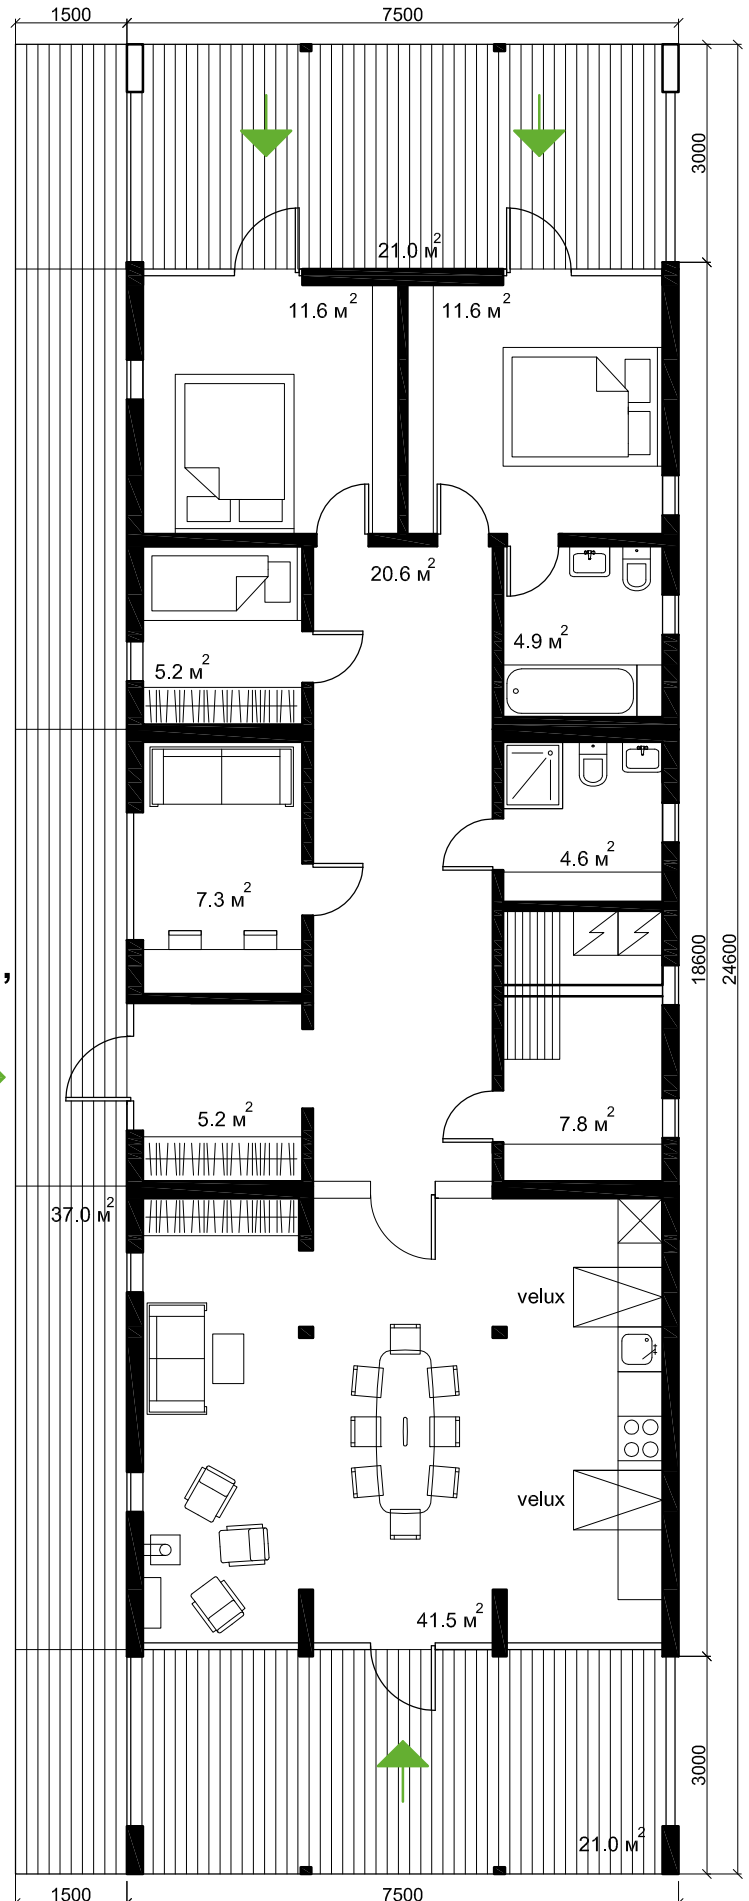 1500 7500
3000
21.0 м²
11.6 м² 11.6 м²
20.6 м²
4.9 м²
5.2 м²
4.6 м²
7.3 м²
18600
24600
,
5.2 м²
7.8 м²
37.0 м²
velux
velux
41.5 м²
3000
21.0 м²
1500 7500